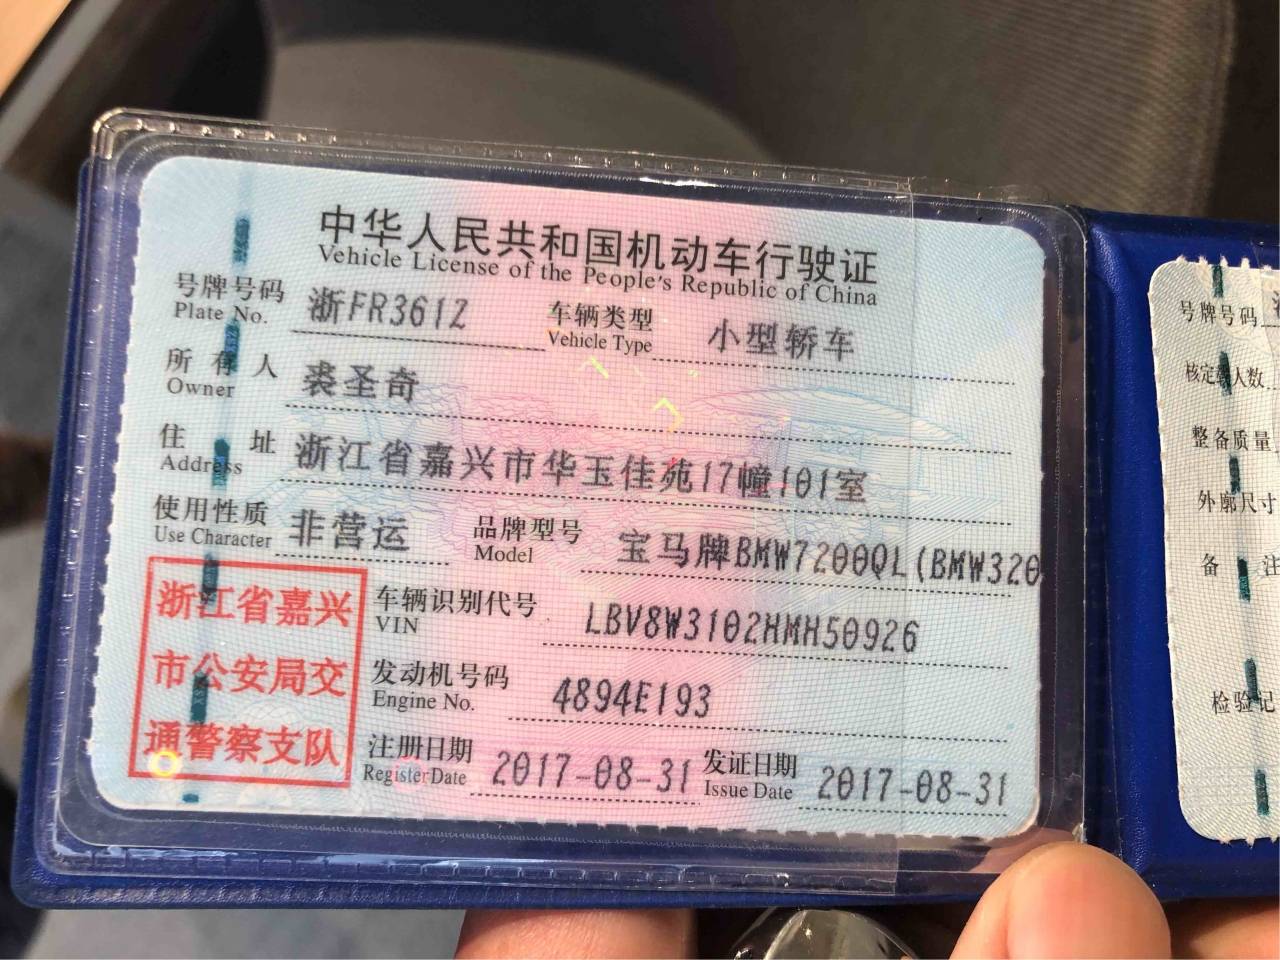 中华人民共和国机动车行驶证
Vehicle License of the People's Republic of China
号牌号码 浙FR361Z 车辆类型 小型轿车
Plate No. Vehicle Type
所有人 裘圣奇
Owner
住址 浙江省嘉兴市华玉佳苑17幢101室
Address
使用性质 非营运 品牌型号 宝马牌BMW7200QL(BMW320
Use Character Model
浙江省嘉兴
市公安局交
通警察支队
车辆识别代号 LBV8W3102HMH50926
VIN
发动机号码 4894E193
Engine No.
注册日期 2017-08-31 发证日期 2017-08-31
Register Date Issue Date
号牌号码
核定载人数
整备质量
外廓尺寸
备注
检验记